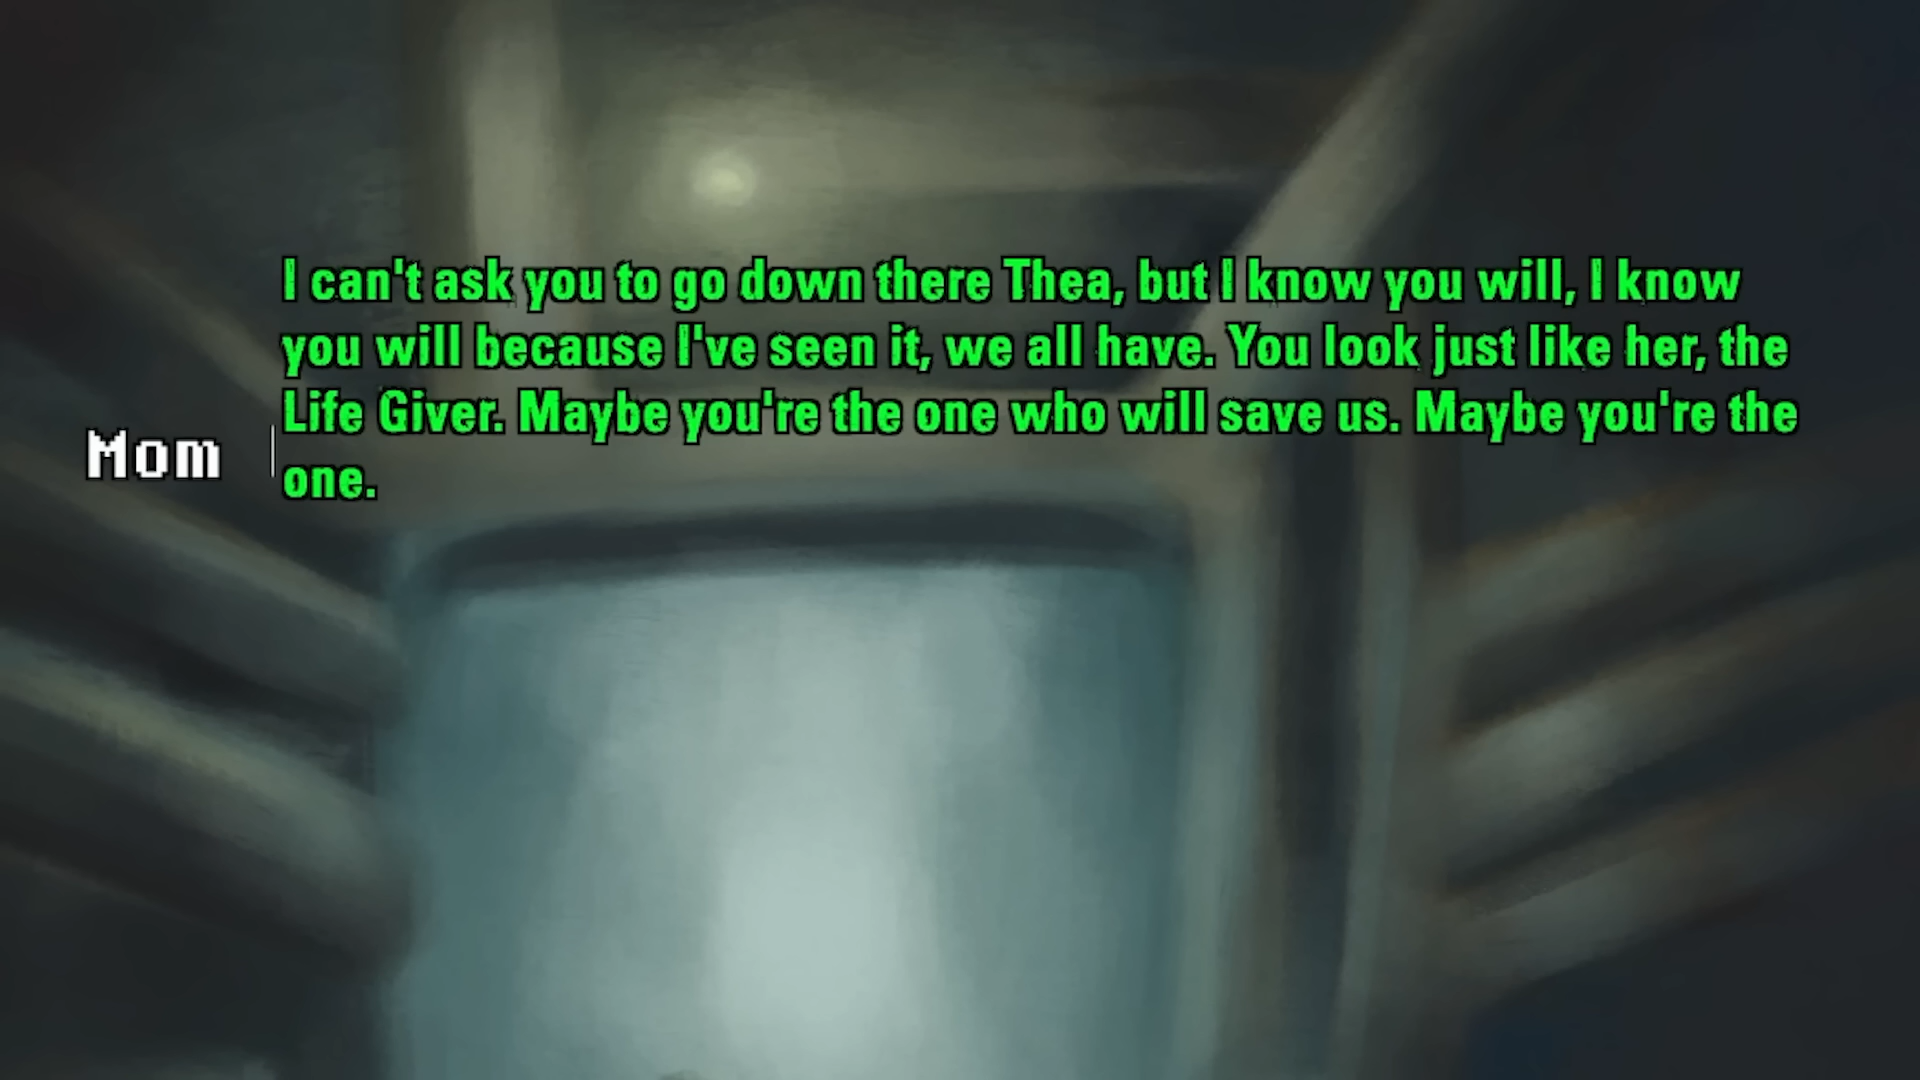 I can't ask you to go down there Thea, but I know you will, I know
you will because I've seen it, we all have. You look just like her, the
Life Giver. Maybe you're the one who will save us. Maybe you're the
Mom
one.